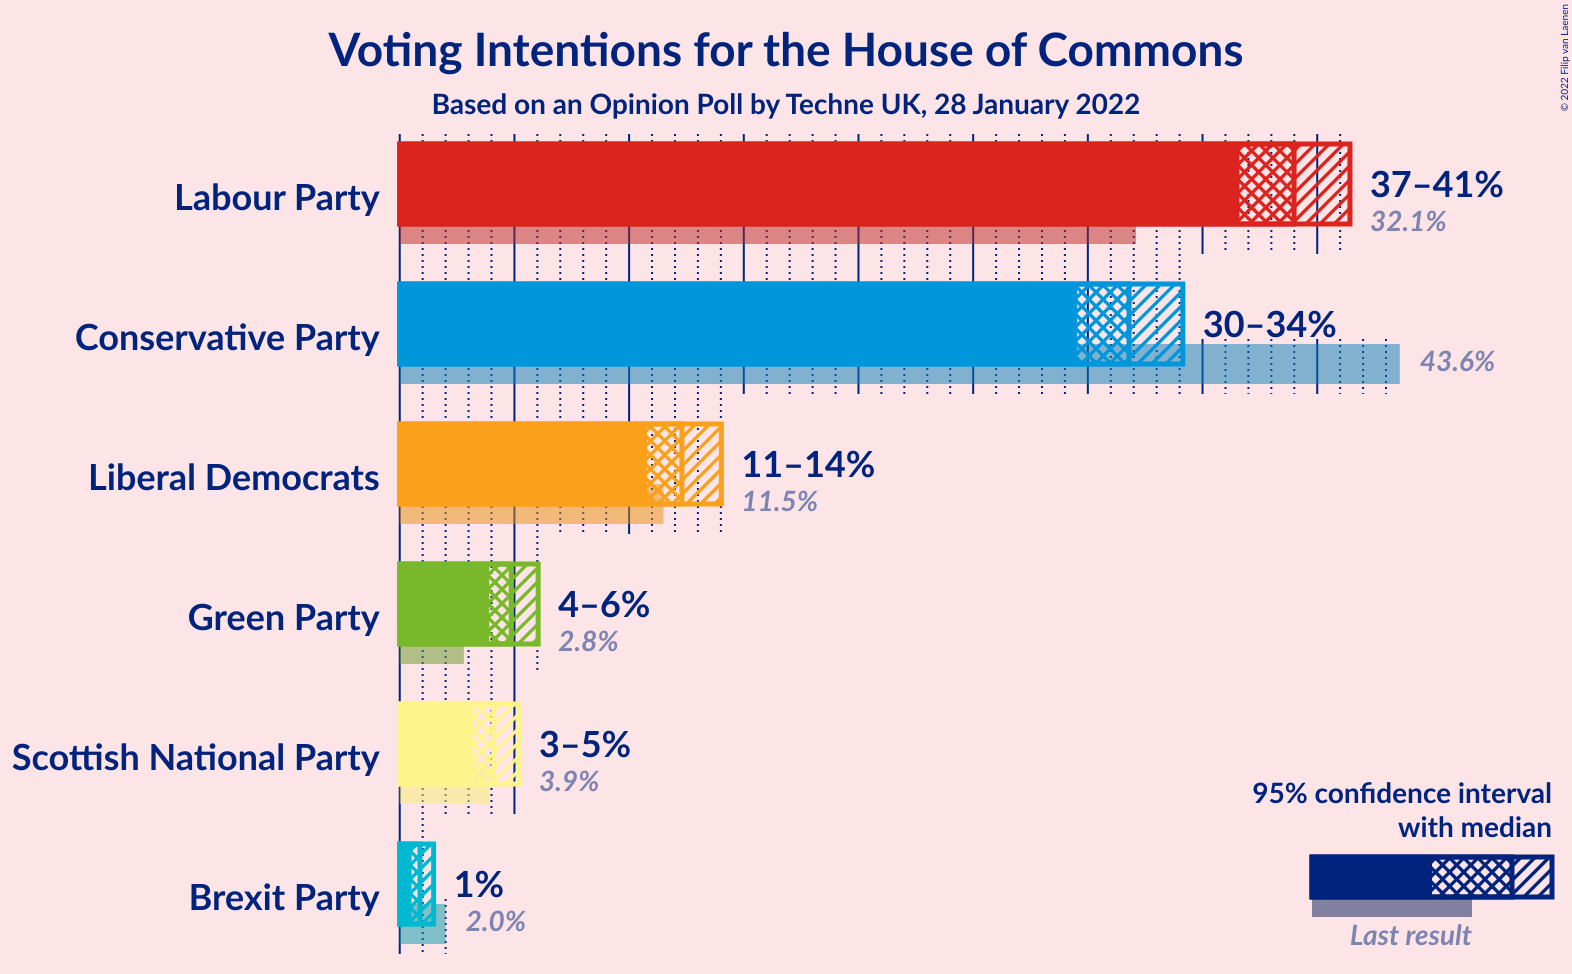 Voting Intentions for the House of Commons
Based on an Opinion Poll by Techne UK, 28 January 2022
© 2022 Filip van Laenen
Labour Party
37–41%
32.1%
Conservative Party
30–34%
43.6%
Liberal Democrats
11–14%
11.5%
Green Party
4–6%
2.8%
Scottish National Party
3–5%
3.9%
Brexit Party
1%
2.0%
95% confidence interval
with median
Last result